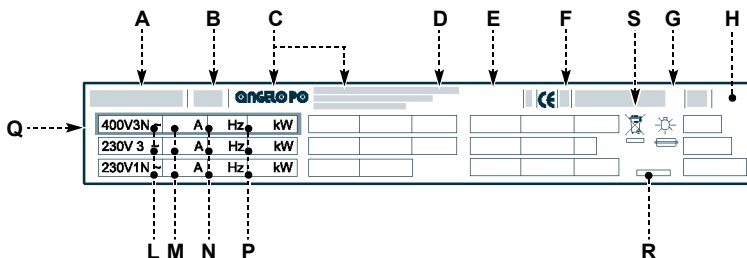 A B C D E F S G H
ANGELO PO CE
Q
400V3N~ A Hz kW
230V 3 ~ A Hz kW
230V1N~ A Hz kW
L M N P R